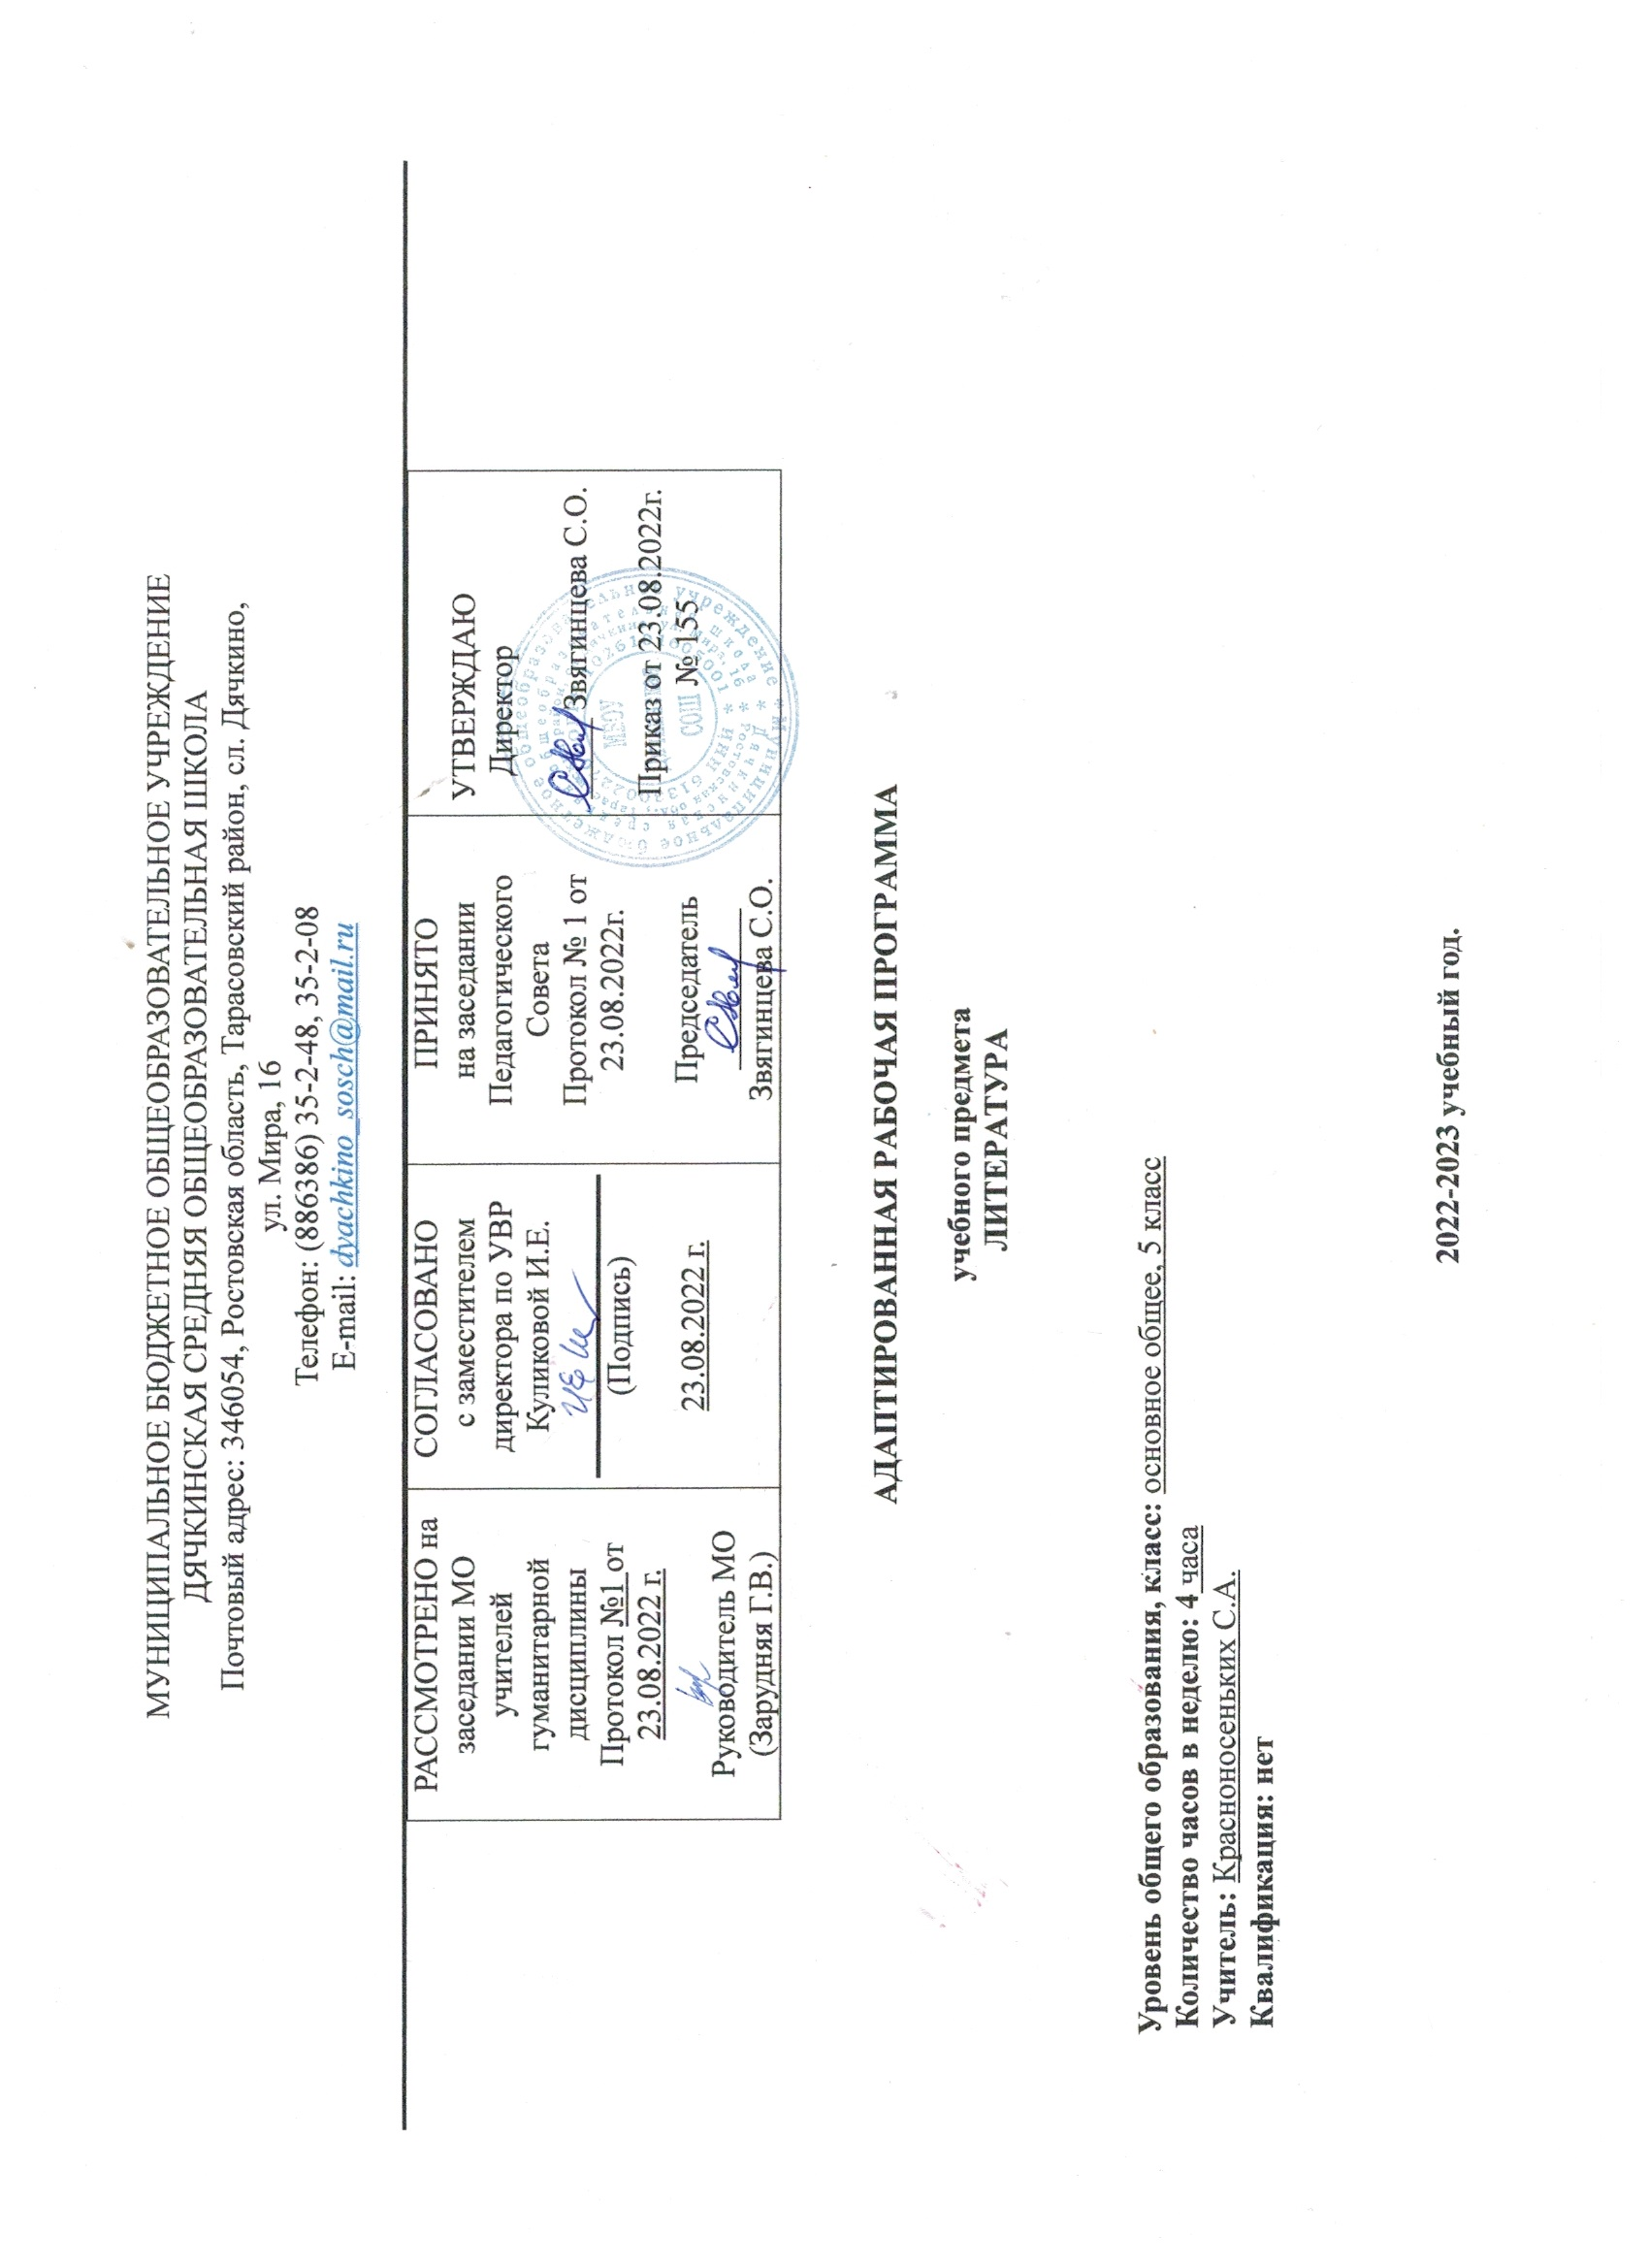 МУНИЦИПАЛЬНОЕ БЮДЖЕТНОЕ ОБЩЕОБРАЗОВАТЕЛЬНОЕ УЧРЕЖДЕНИЕ
ДЯЧКИНСКАЯ СРЕДНЯЯ ОБЩЕОБРАЗОВАТЕЛЬНАЯ ШКОЛА
Почтовый адрес: 346054, Ростовская область, Тарасовский район, сл. Дячкино,
ул. Мира, 16
Телефон: (886386) 35-2-48, 35-2-08
E-mail: dyachkino_sosch@mail.ru
РАССМОТРЕНО на
заседании МО
учителей
гуманитарной
дисциплины
Протокол №1 от
23.08.2022 г.
Руководитель МО
(Зарудняя Г.В.)
СОГЛАСОВАНО
с заместителем
директора по УВР
Куликовой И.Е.
(Подпись)
23.08.2022 г.
ПРИНЯТО
на заседании
Педагогического
Совета
Протокол № 1 от
23.08.2022г.
Председатель
Звягинцева С.О.
УТВЕРЖДАЮ
Директор
Звягинцева С.О.
Приказ от 23.08.2022г.
№ 155
МБОУ
СОШ
АДАПТИРОВАННАЯ РАБОЧАЯ ПРОГРАММА
учебного предмета
ЛИТЕРАТУРА
Уровень общего образования, класс: основное общее, 5 класс
Количество часов в неделю: 4 часа
Учитель: Красноносеньких С.А.
Квалификация: нет
2022-2023 учебный год.